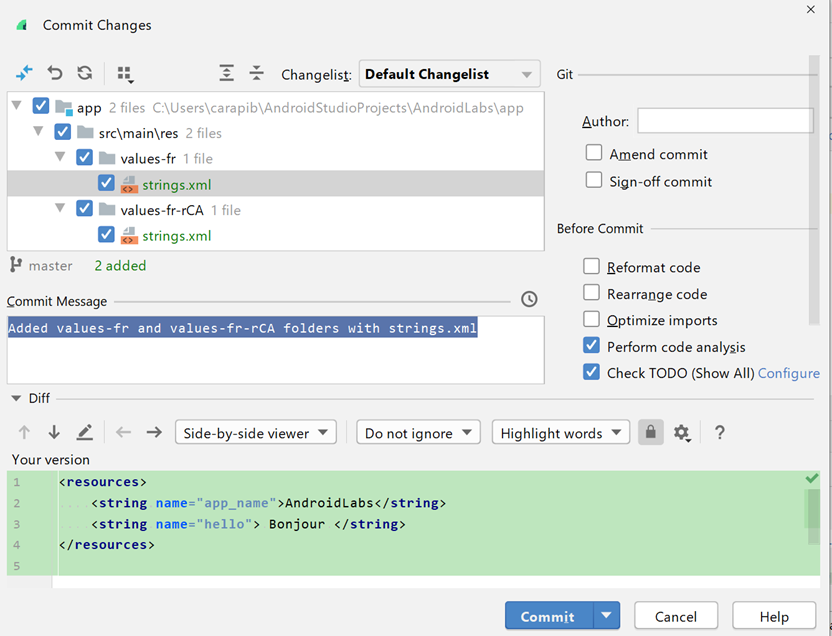 Commit Changes
Changelist: Default Changelist
app 2 files C:\Users\carapib\AndroidStudioProjects\AndroidLabs\app
src\main\res 2 files
values-fr 1 file
strings.xml
values-fr-rCA 1 file
strings.xml
master 2 added
Commit Message
Added values-fr and values-fr-rCA folders with strings.xml
Git
Author:
Amend commit
Sign-off commit
Before Commit
Reformat code
Rearrange code
Optimize imports
Perform code analysis
Check TODO (Show All) Configure
Diff
Side-by-side viewer Do not ignore Highlight words ?
Your version
1 <resources>
2 <string name="app_name">AndroidLabs</string>
3 <string name="hello"> Bonjour </string>
4 </resources>
5
Commit Cancel Help